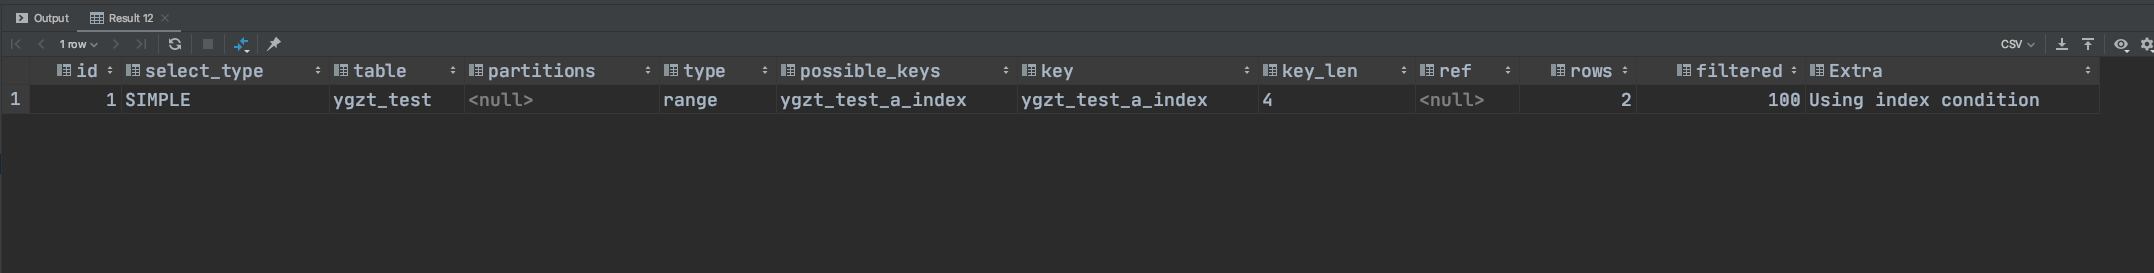 Output Result 12
1 row CSV
id select_type table partitions type possible_keys key key_len ref rows filtered Extra
1 1 SIMPLE ygzt_test <null> range ygzt_test_a_index ygzt_test_a_index 4 <null> 2 100 Using index condition